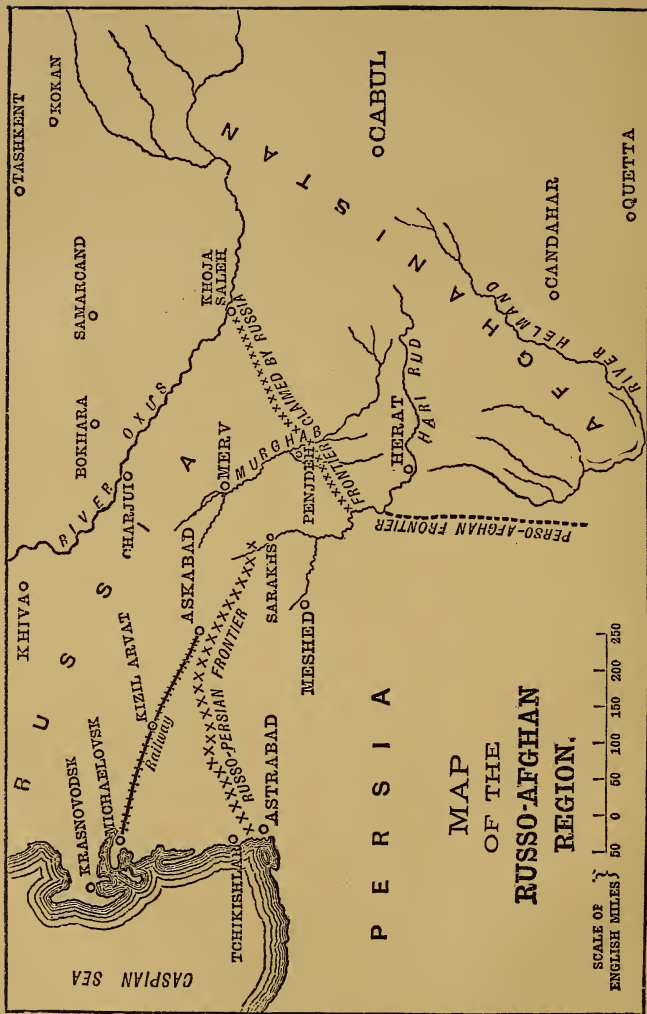 TASHKENT
KOKAN
SAMARCAND
BOKHARA
KHIVA
RIVER OXUS
CHARJUI
KHOJA
SALEH
RUSSIA
KRASNOVODSK
MICHAELOVSK
KIZIL ARVAT
ASKABAD
Railway
MERV
MURGHAB
PENJDEH
FRONTIER CLAIMED BY RUSSIA
CASPIAN SEA
TCHIKISHLAR
ASTRABAD
RUSSO-PERSIAN FRONTIER
SARAKHS
MESHED
HERAT
HARI RUD
AFGHANISTAN
CABUL
CANDAHAR
QUETTA
RIVER HELMAND
PERSO-AFGHAN FRONTIER
PERSIA
MAP
OF THE
RUSSO-AFGHAN
REGION.
SCALE OF
ENGLISH MILES
50 0 50 100 150 200 250